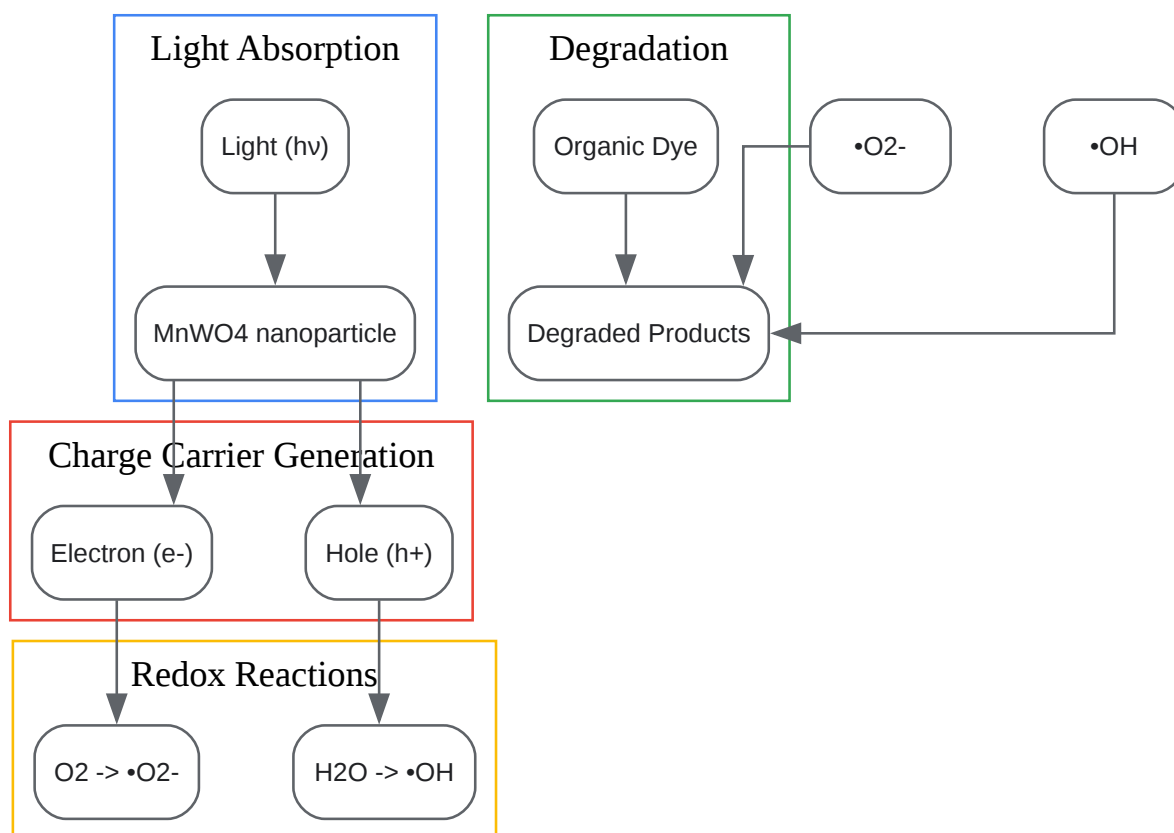 Light Absorption
Light (hν)
MnWO4 nanoparticle
Degradation
Organic Dye
•O2-
•OH
Degraded Products
Charge Carrier Generation
Electron (e-)
Hole (h+)
Redox Reactions
O2 -> •O2-
H2O -> •OH